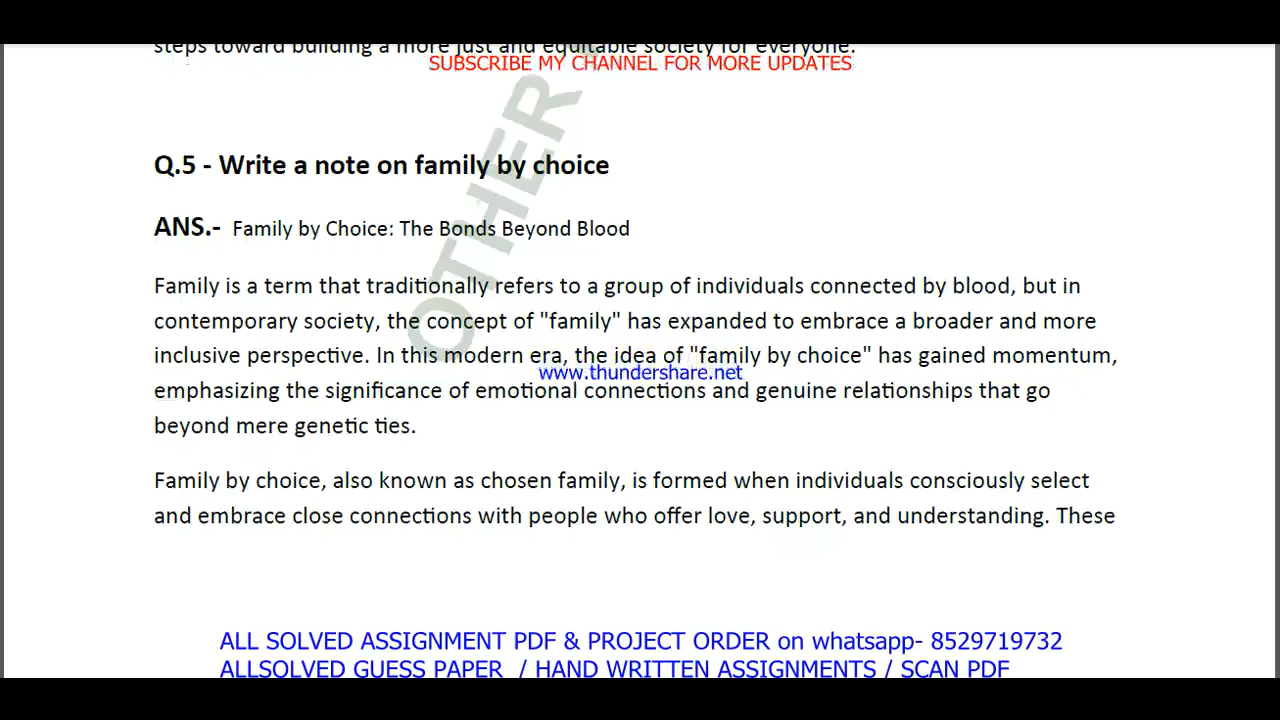 steps toward building a more just and equitable society for everyone.
SUBSCRIBE MY CHANNEL FOR MORE UPDATES
OTHER
Q.5 - Write a note on family by choice
ANS.- Family by Choice: The Bonds Beyond Blood
Family is a term that traditionally refers to a group of individuals connected by blood, but in
contemporary society, the concept of "family" has expanded to embrace a broader and more
inclusive perspective. In this modern era, the idea of "family by choice" has gained momentum,
www.thundershare.net
emphasizing the significance of emotional connections and genuine relationships that go
beyond mere genetic ties.
Family by choice, also known as chosen family, is formed when individuals consciously select
and embrace close connections with people who offer love, support, and understanding. These
ALL SOLVED ASSIGNMENT PDF & PROJECT ORDER on whatsapp- 8529719732
ALLSOLVED GUESS PAPER / HAND WRITTEN ASSIGNMENTS / SCAN PDF